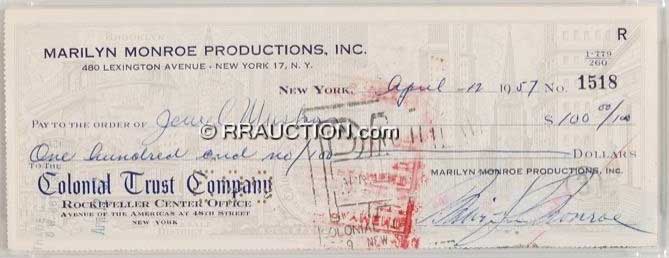 R
MARILYN MONROE PRODUCTIONS, INC.
480 LEXINGTON AVENUE - NEW YORK 17, N. Y.
1-779
260
NEW YORK, April 12 1957 No. 1518
PAY TO THE ORDER OF $100 00/100
© RRAUCTION.com
One hundred and no/100 DOLLARS
TO THE
Colonial Trust Company
ROCKEFELLER CENTER OFFICE
AVENUE OF THE AMERICAS AT 48TH STREET
NEW YORK
MARILYN MONROE PRODUCTIONS, INC.
Marilyn Monroe
COLONIAL
NEW